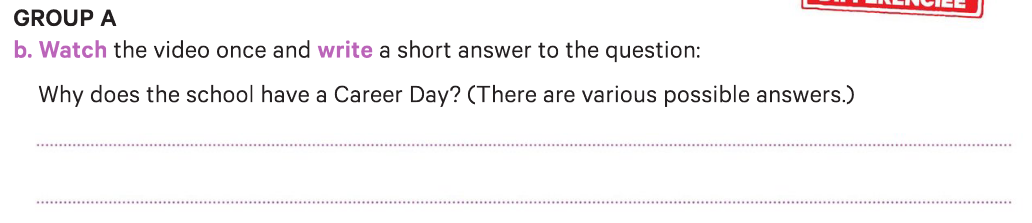 DIFFÉRENCIÉE
GROUP A
b. Watch the video once and write a short answer to the question:
Why does the school have a Career Day? (There are various possible answers.)